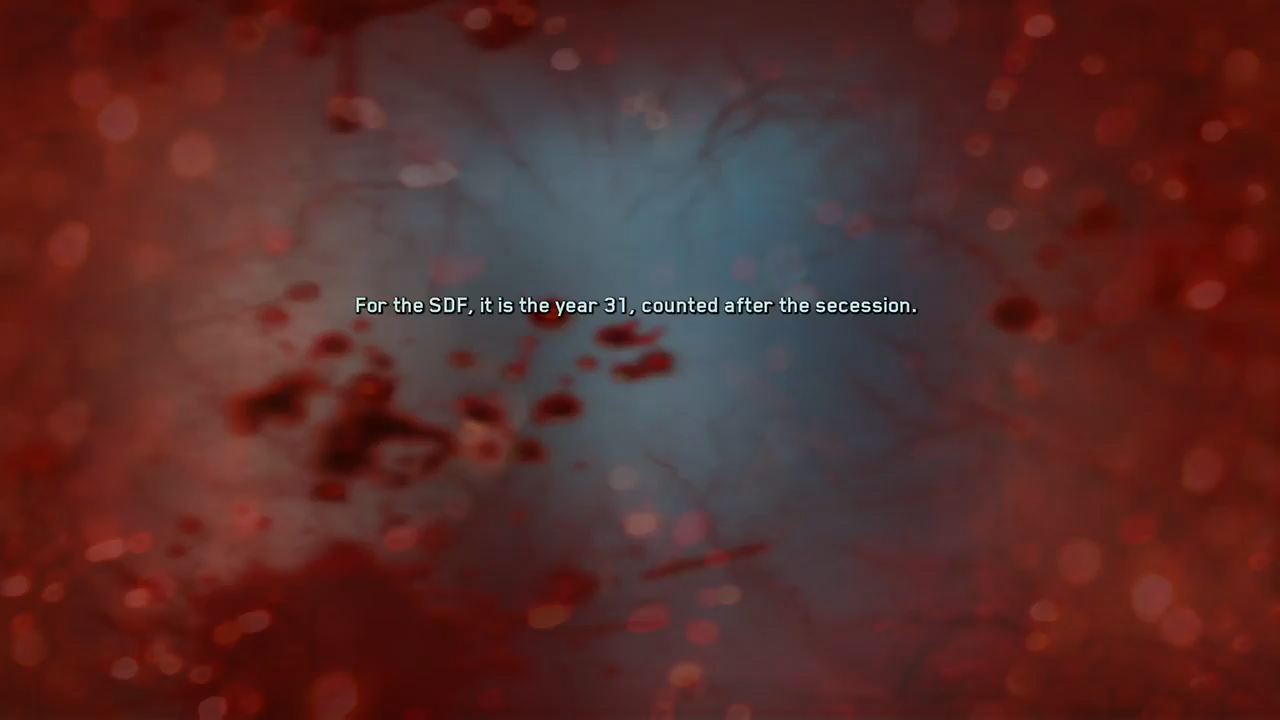 For the SDF, it is the year 31, counted after the secession.